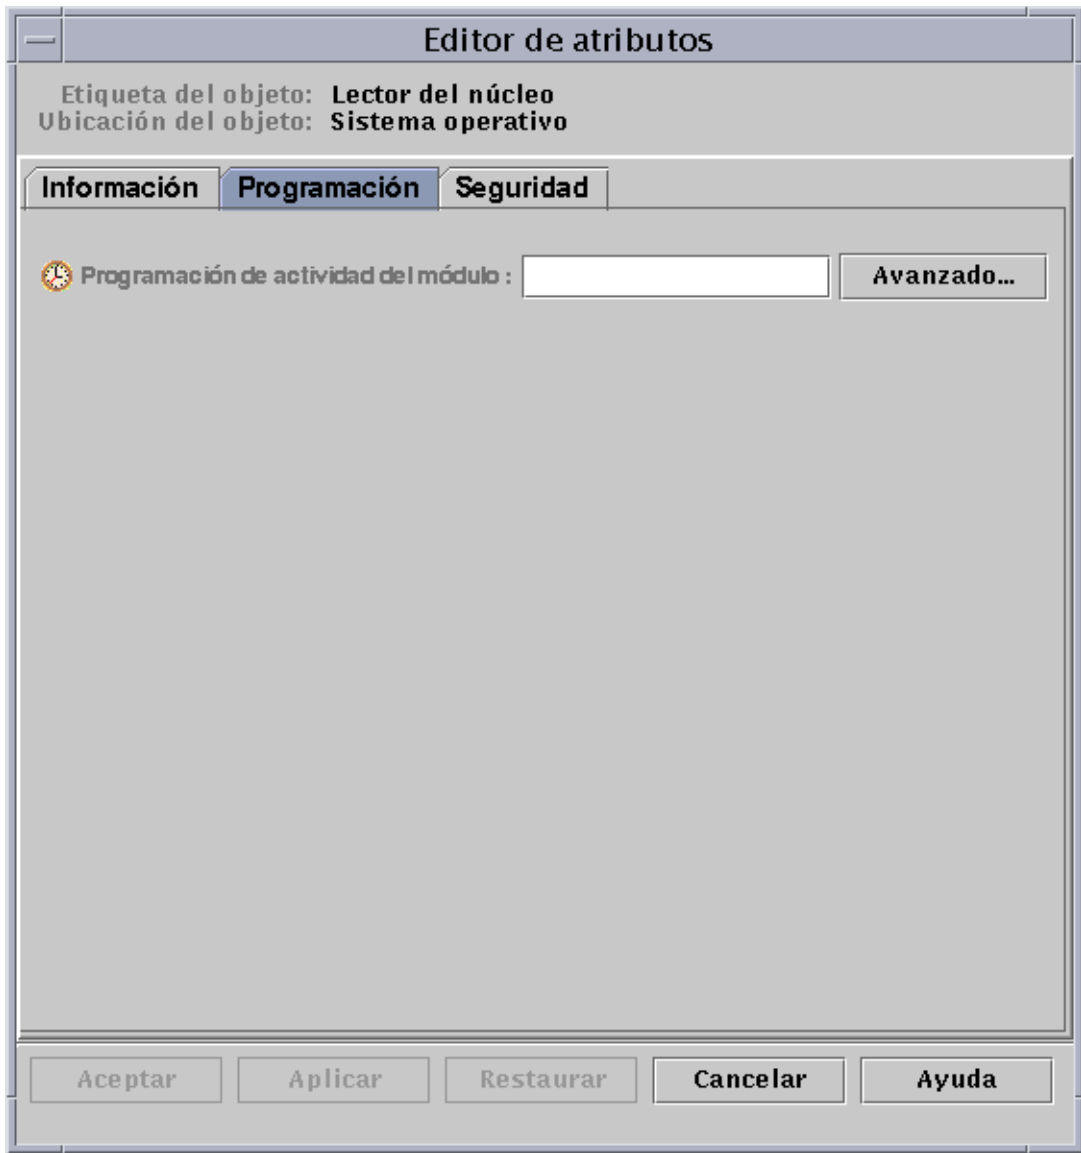 Editor de atributos
Etiqueta del objeto: Lector del núcleo
Ubicación del objeto: Sistema operativo
Información Programación Seguridad
Programación de actividad del módulo : Avanzado...
Aceptar Aplicar Restaurar Cancelar Ayuda